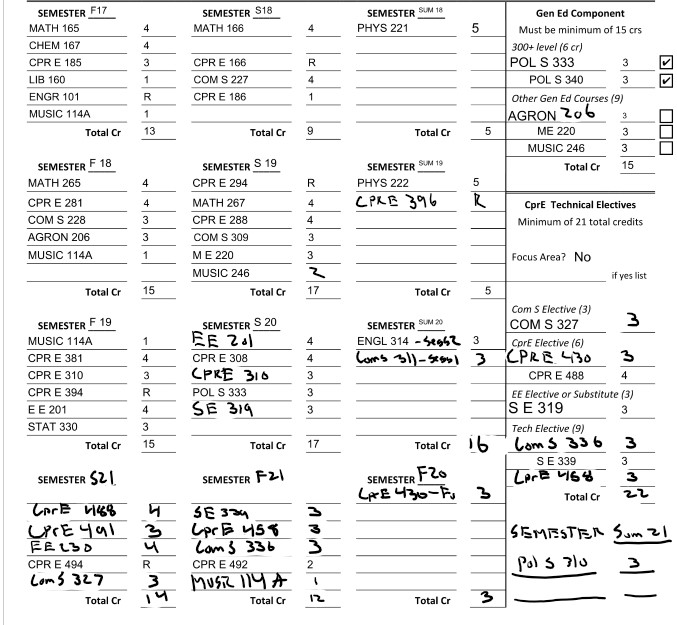 SEMESTER F17
MATH 165 4
CHEM 167 4
CPR E 185 3
LIB 160 1
ENGR 101 R
MUSIC 114A 1
Total Cr 13
SEMESTER S18
MATH 166 4
CPR E 166 R
COM S 227 4
CPR E 186 1
Total Cr 9
SEMESTER SUM 18
PHYS 221 5
Total Cr 5
Gen Ed Component
Must be minimum of 15 crs
300+ level (6 cr)
POL S 333 3
POL S 340 3
Other Gen Ed Courses (9)
AGRON 206 3
ME 220 3
MUSIC 246 3
Total Cr 15
SEMESTER F 18
MATH 265 4
CPR E 281 4
COM S 228 3
AGRON 206 3
MUSIC 114A 1
Total Cr 15
SEMESTER S 19
CPR E 294 R
MATH 267 4
CPR E 288 4
COM S 309 3
M E 220 3
MUSIC 246 2
Total Cr 17
SEMESTER SUM 19
PHYS 222 5
CPRE 396 R
Total Cr 5
CprE Technical Electives
Minimum of 21 total credits
Focus Area? No
if yes list
Com S Elective (3)
COM S 327 3
CprE Elective (6)
CPRE 430 3
CPR E 488 4
EE Elective or Substitute (3)
S E 319 3
Tech Elective (9)
Com S 336 3
S E 339 3
CprE 458 3
Total Cr 22
SEMESTER F 19
MUSIC 114A 1
CPR E 381 4
CPR E 310 3
CPR E 394 R
E E 201 4
STAT 330 3
Total Cr 15
SEMESTER S 20
EE 201 4
CPR E 308 4
CPRE 310 3
POL S 333 3
SE 319 3
Total Cr 17
SEMESTER SUM 20
ENGL 314 - Sess2 3
Coms 311 - Sess1 3
Total Cr 16
SEMESTER S21
CprE 488 4
CPrE 491 3
EE 230 4
CPR E 494 R
Com S 327 3
Total Cr 14
SEMESTER F21
SE 339 3
CprE 458 3
Com S 336 3
CPR E 492 2
MUSIC 114 A 1
Total Cr 12
SEMESTER F20
3
Total Cr 3
SEMESTER Sum 21
Pol S 310 3